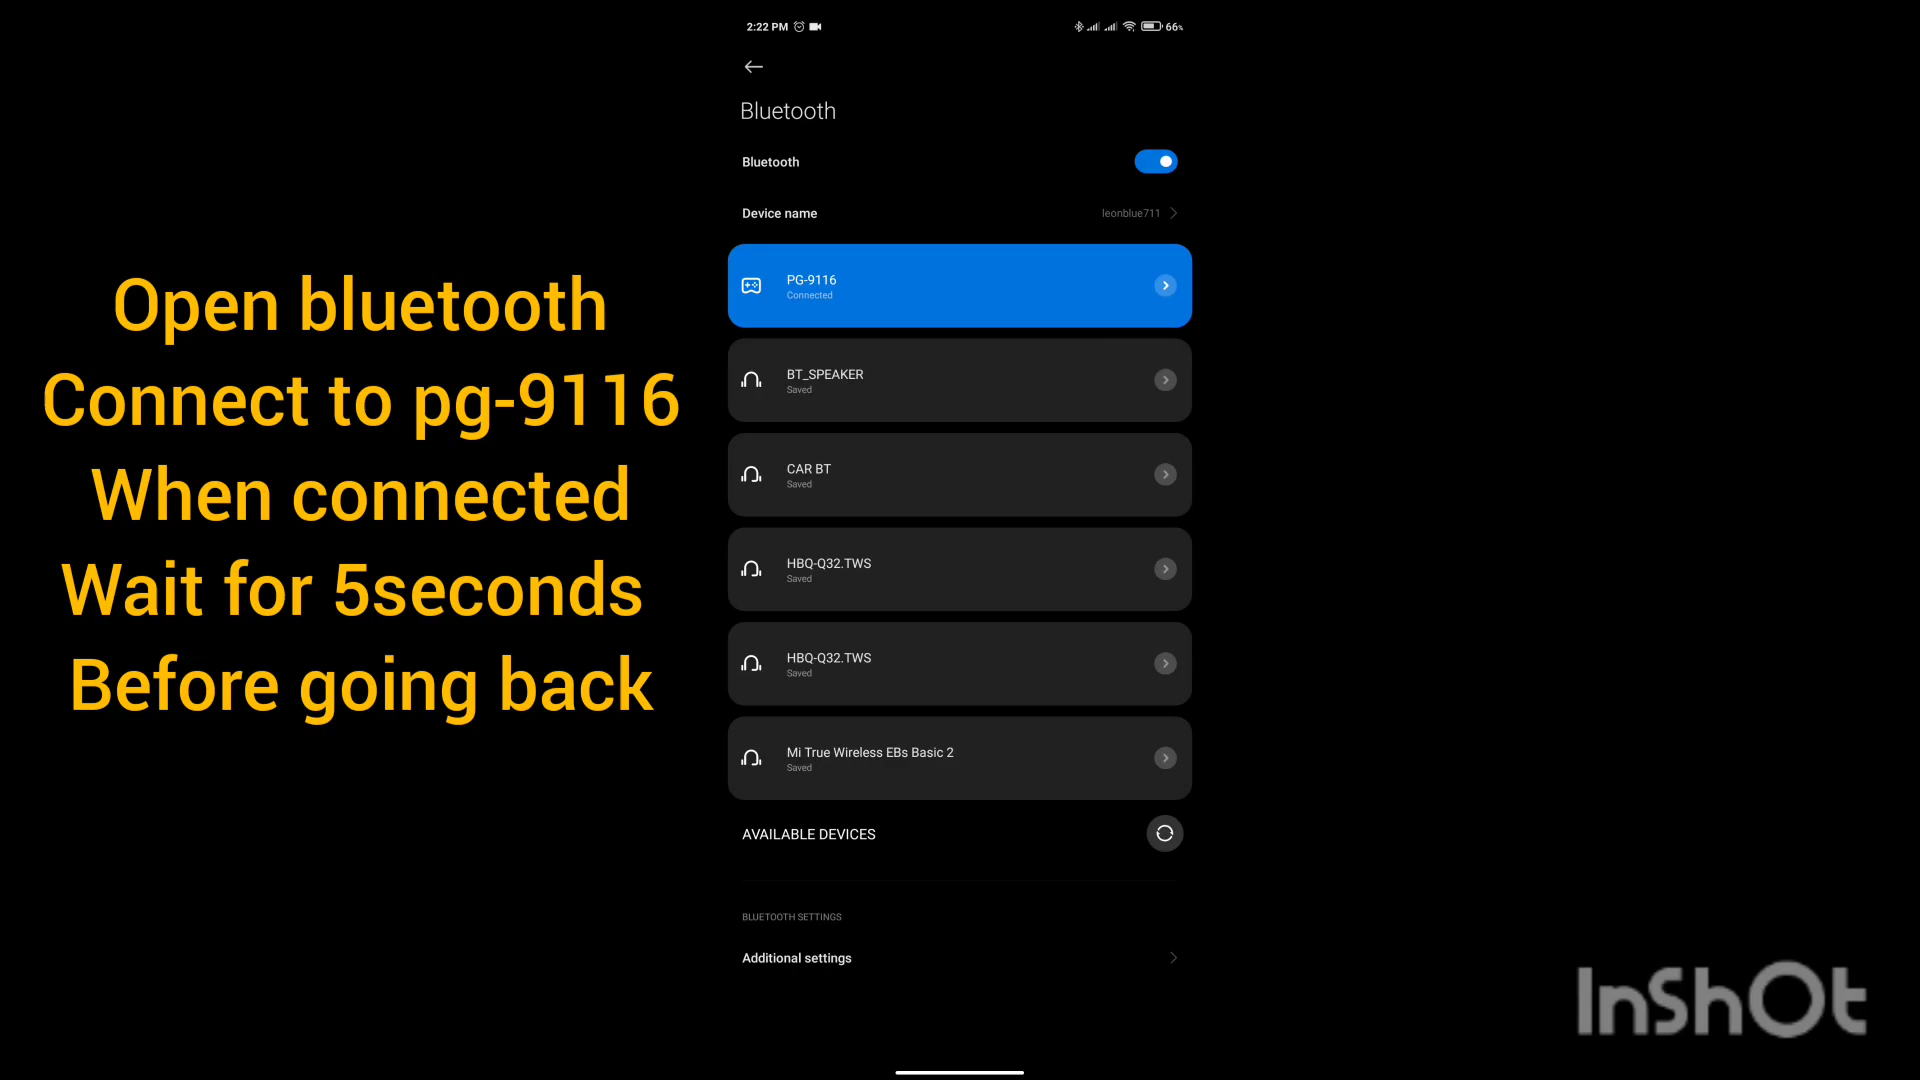 2:22 PM
66%
Bluetooth
Bluetooth
Device name
leonblue711
PG-9116
Connected
BT_SPEAKER
Saved
CAR BT
Saved
HBQ-Q32.TWS
Saved
HBQ-Q32.TWS
Saved
Mi True Wireless EBs Basic 2
Saved
AVAILABLE DEVICES
BLUETOOTH SETTINGS
Additional settings
Open bluetooth
Connect to pg-9116
When connected
Wait for 5seconds
Before going back
InShOt